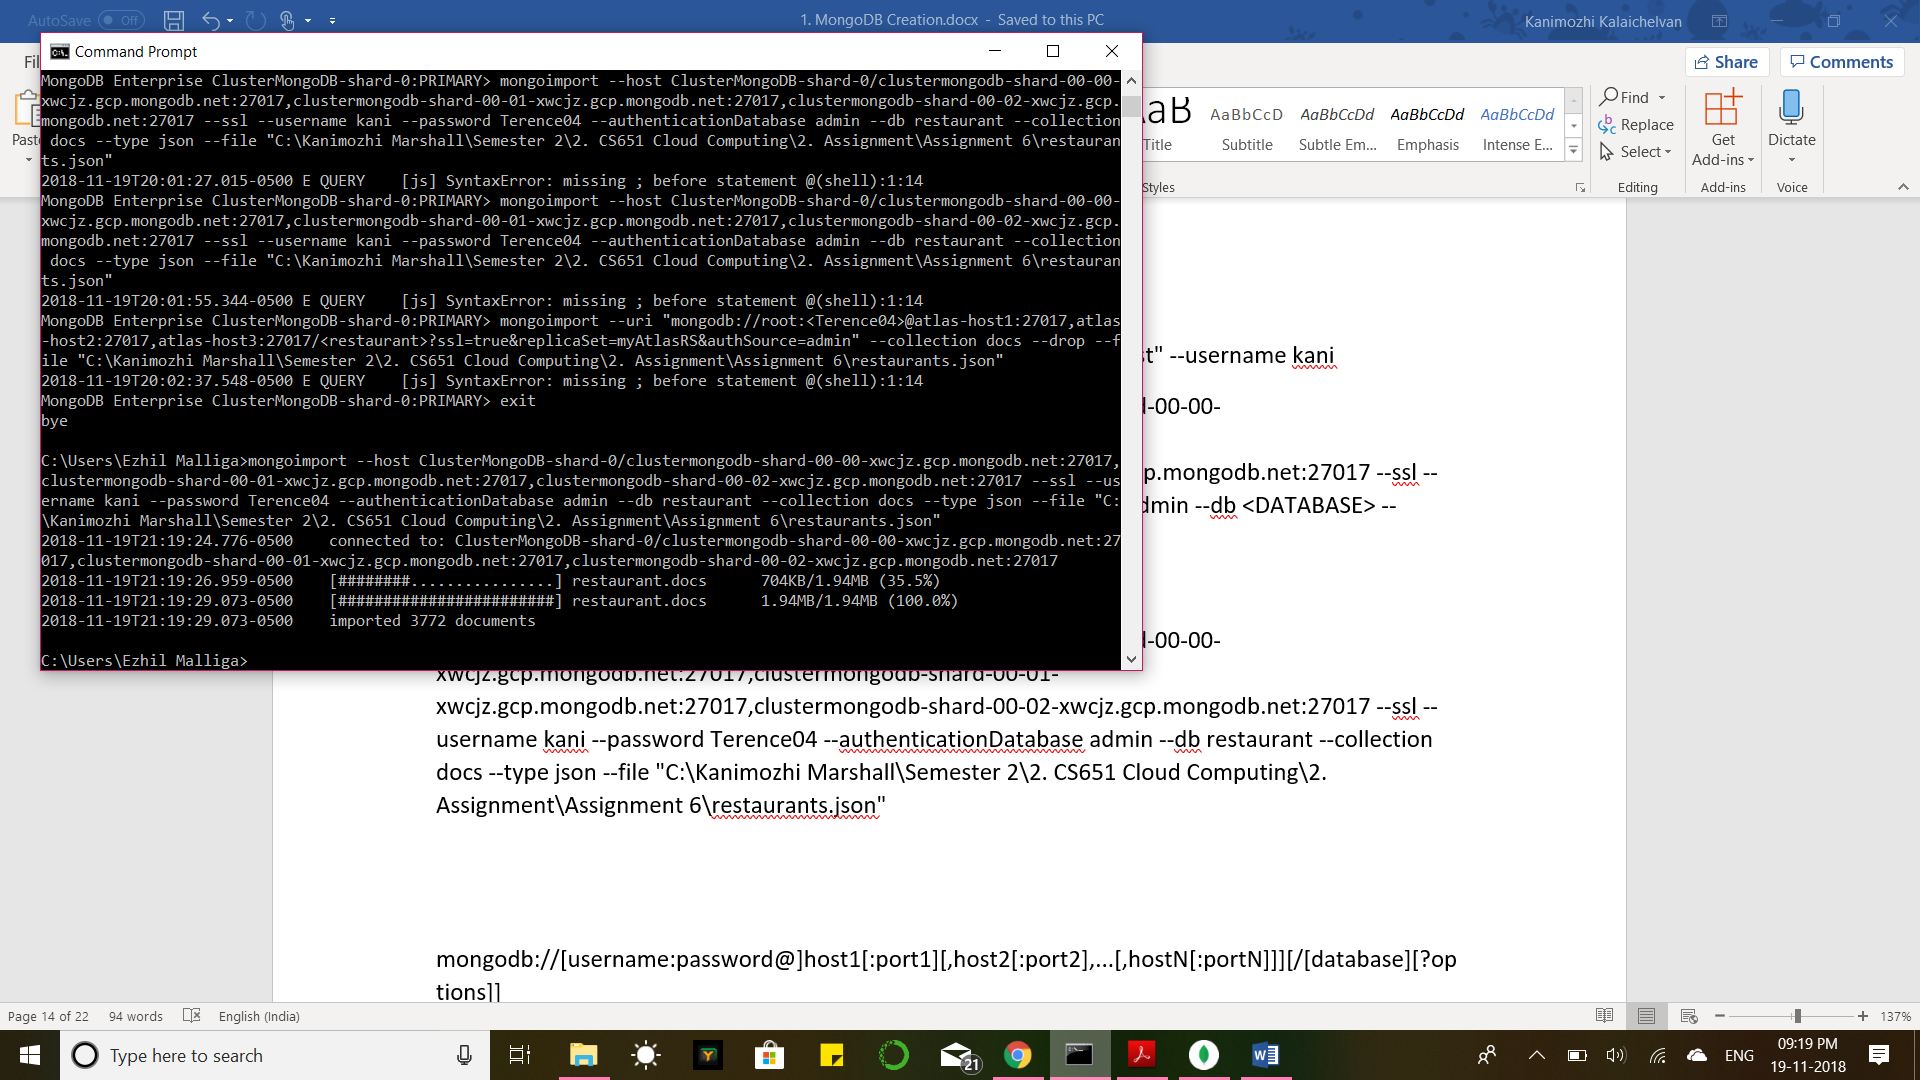 AutoSave Off
1. MongoDB Creation.docx - Saved to this PC
Kanimozhi Kalaichelvan
Command Prompt
Share
Comments
MongoDB Enterprise ClusterMongoDB-shard-0:PRIMARY> mongoimport --host ClusterMongoDB-shard-0/clustermongodb-shard-00-00-
xwcjz.gcp.mongodb.net:27017,clustermongodb-shard-00-01-xwcjz.gcp.mongodb.net:27017,clustermongodb-shard-00-02-xwcjz.gcp.
mongodb.net:27017 --ssl --username kani --password Terence04 --authenticationDatabase admin --db restaurant --collection
docs --type json --file "C:\Kanimozhi Marshall\Semester 2\2. CS651 Cloud Computing\2. Assignment\Assignment 6\restauran
ts.json"
2018-11-19T20:01:27.015-0500 E QUERY    [js] SyntaxError: missing ; before statement @(shell):1:14
MongoDB Enterprise ClusterMongoDB-shard-0:PRIMARY> mongoimport --host ClusterMongoDB-shard-0/clustermongodb-shard-00-00-
xwcjz.gcp.mongodb.net:27017,clustermongodb-shard-00-01-xwcjz.gcp.mongodb.net:27017,clustermongodb-shard-00-02-xwcjz.gcp.
mongodb.net:27017 --ssl --username kani --password Terence04 --authenticationDatabase admin --db restaurant --collection
docs --type json --file "C:\Kanimozhi Marshall\Semester 2\2. CS651 Cloud Computing\2. Assignment\Assignment 6\restauran
ts.json"
2018-11-19T20:01:55.344-0500 E QUERY    [js] SyntaxError: missing ; before statement @(shell):1:14
MongoDB Enterprise ClusterMongoDB-shard-0:PRIMARY> mongoimport --uri "mongodb://root:<Terence04>@atlas-host1:27017,atlas
-host2:27017,atlas-host3:27017/<restaurant>?ssl=true&replicaSet=myAtlasRS&authSource=admin" --collection docs --drop --f
ile "C:\Kanimozhi Marshall\Semester 2\2. CS651 Cloud Computing\2. Assignment\Assignment 6\restaurants.json"
2018-11-19T20:02:37.548-0500 E QUERY    [js] SyntaxError: missing ; before statement @(shell):1:14
MongoDB Enterprise ClusterMongoDB-shard-0:PRIMARY> exit
bye
C:\Users\Ezhil Malliga>mongoimport --host ClusterMongoDB-shard-0/clustermongodb-shard-00-00-xwcjz.gcp.mongodb.net:27017,
clustermongodb-shard-00-01-xwcjz.gcp.mongodb.net:27017,clustermongodb-shard-00-02-xwcjz.gcp.mongodb.net:27017 --ssl --us
ername kani --password Terence04 --authenticationDatabase admin --db restaurant --collection docs --type json --file "C:
\Kanimozhi Marshall\Semester 2\2. CS651 Cloud Computing\2. Assignment\Assignment 6\restaurants.json"
2018-11-19T21:19:24.776-0500    connected to: ClusterMongoDB-shard-0/clustermongodb-shard-00-00-xwcjz.gcp.mongodb.net:27
017,clustermongodb-shard-00-01-xwcjz.gcp.mongodb.net:27017,clustermongodb-shard-00-02-xwcjz.gcp.mongodb.net:27017
2018-11-19T21:19:26.959-0500    [########................] restaurant.docs      704KB/1.94MB (35.5%)
2018-11-19T21:19:29.073-0500    [########################] restaurant.docs      1.94MB/1.94MB (100.0%)
2018-11-19T21:19:29.073-0500    imported 3772 documents
C:\Users\Ezhil Malliga>
Fi
Paste
AaB AaBbCcD AaBbCcDd AaBbCcDd AaBbCcDd
Title Subtitle Subtle Em... Emphasis Intense E...
Styles
Find
Replace
Select
Editing
Get
Add-ins
Add-ins
Dictate
Voice
t" --username kani
-00-00-
p.mongodb.net:27017 --ssl --
dmin --db <DATABASE> --
-00-00-
xwcjz.gcp.mongodb.net:27017,clustermongodb-shard-00-01-
xwcjz.gcp.mongodb.net:27017,clustermongodb-shard-00-02-xwcjz.gcp.mongodb.net:27017 --ssl --
username kani --password Terence04 --authenticationDatabase admin --db restaurant --collection
docs --type json --file "C:\Kanimozhi Marshall\Semester 2\2. CS651 Cloud Computing\2.
Assignment\Assignment 6\restaurants.json"
mongodb://[username:password@]host1[:port1][,host2[:port2],...[,hostN[:portN]]][/[database][?op
tions]]
Page 14 of 22 94 words English (India) 137%
Type here to search
21
ENG
09:19 PM
19-11-2018